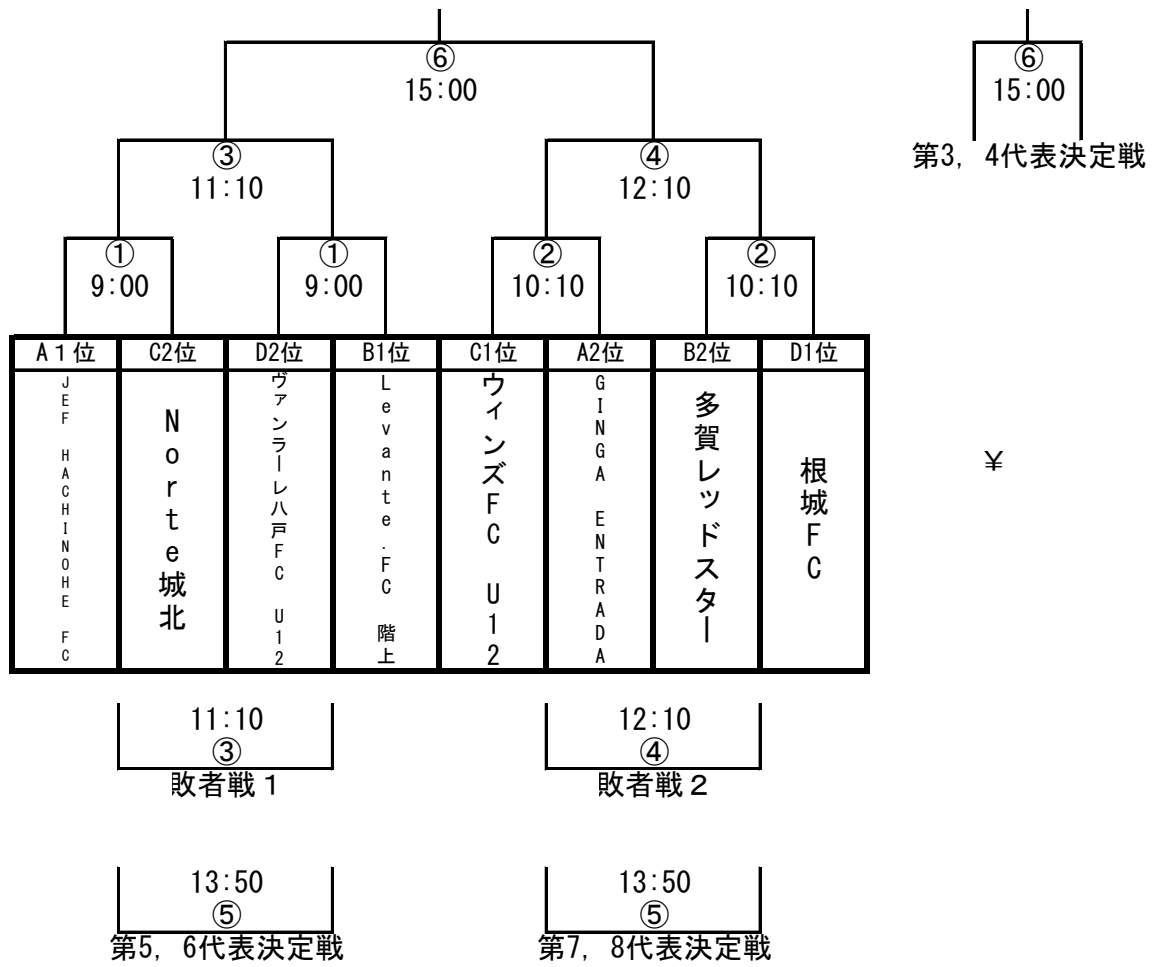 ⑥ ⑥
15:00 15:00
③ ④ 第3, 4代表決定戦
11:10 12:10
① ① ② ②
9:00 9:00 10:10 10:10
A１位 C2位 D2位 B1位 C1位 A2位 B2位 D1位
JEF HACHINOHE FC
Norte城北
ヴァンラーレ八戸FC U12
Levante.FC 階上
ウィンズFC U12
GINGA ENTRADA
多賀レッドスター
根城FC
¥
11:10 12:10
③ ④
敗者戦１ 敗者戦２
13:50 13:50
⑤ ⑤
第5, 6代表決定戦 第7, 8代表決定戦